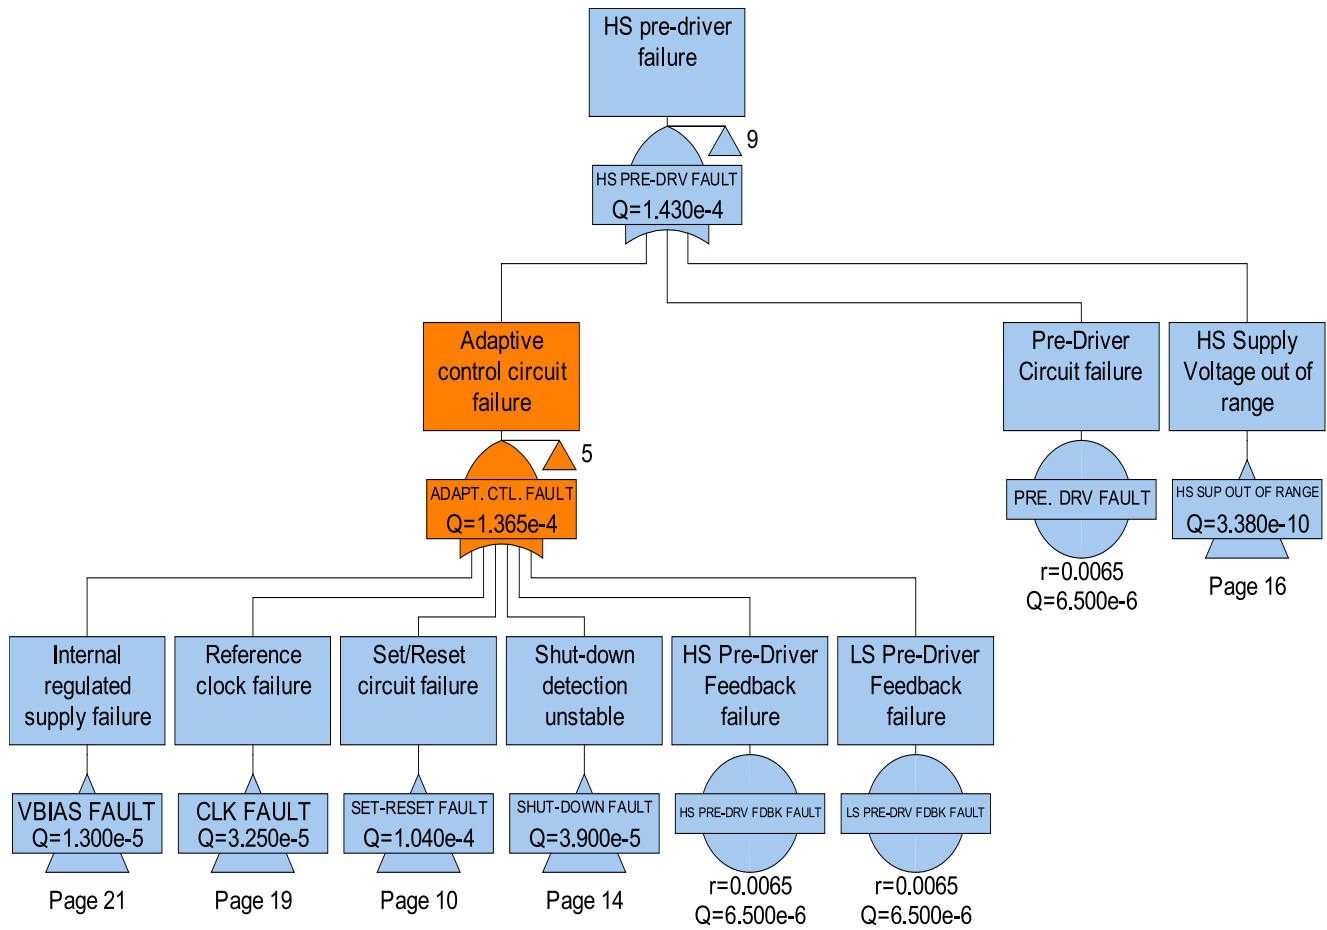 HS pre-driver
failure
9
HS PRE-DRV FAULT
Q=1.430e-4
Adaptive
control circuit
failure
5
ADAPT. CTL. FAULT
Q=1.365e-4
Pre-Driver
Circuit failure
PRE. DRV FAULT
r=0.0065
Q=6.500e-6
HS Supply
Voltage out of
range
HS SUP OUT OF RANGE
Q=3.380e-10
Page 16
Internal
regulated
supply failure
VBIAS FAULT
Q=1.300e-5
Page 21
Reference
clock failure
CLK FAULT
Q=3.250e-5
Page 19
Set/Reset
circuit failure
SET-RESET FAULT
Q=1.040e-4
Page 10
Shut-down
detection
unstable
SHUT-DOWN FAULT
Q=3.900e-5
Page 14
HS Pre-Driver
Feedback
failure
HS PRE-DRV FDBK FAULT
r=0.0065
Q=6.500e-6
LS Pre-Driver
Feedback
failure
LS PRE-DRV FDBK FAULT
r=0.0065
Q=6.500e-6